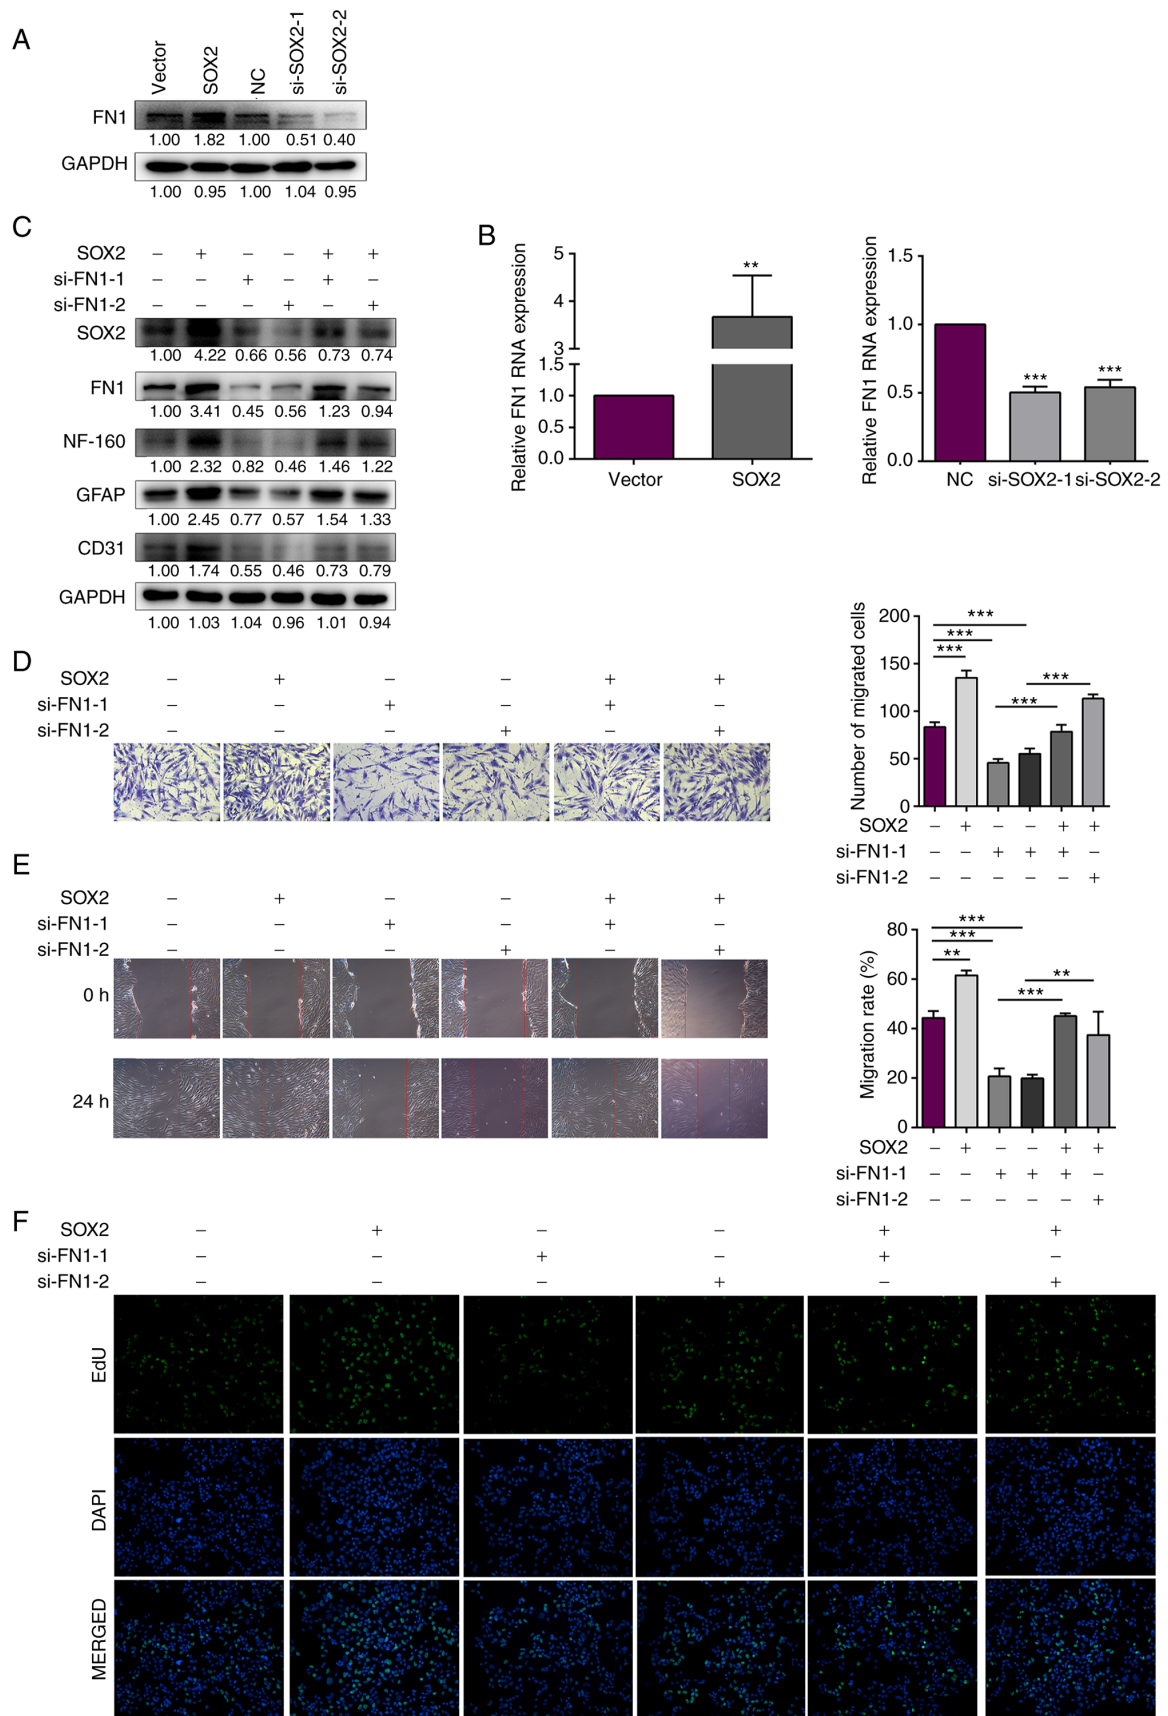 A
Vector
SOX2
NC
si-SOX2-1
si-SOX2-2
FN1
1.00 1.82 1.00 0.51 0.40
GAPDH
1.00 0.95 1.00 1.04 0.95
C
SOX2 – + – – + +
si-FN1-1 – – + – + –
si-FN1-2 – – – + – +
SOX2
1.00 4.22 0.66 0.56 0.73 0.74
FN1
1.00 3.41 0.45 0.56 1.23 0.94
NF-160
1.00 2.32 0.82 0.46 1.46 1.22
GFAP
1.00 2.45 0.77 0.57 1.54 1.33
CD31
1.00 1.74 0.55 0.46 0.73 0.79
GAPDH
1.00 1.03 1.04 0.96 1.01 0.94
B
Relative FN1 RNA expression
5
4
3
1.5
1.0
0.5
0.0
**
Vector SOX2
Relative FN1 RNA expression
1.5
1.0
0.5
0.0
*** ***
NC si-SOX2-1 si-SOX2-2
D
SOX2 – + – – + +
si-FN1-1 – – + – + –
si-FN1-2 – – – + – +
Number of migrated cells
200
150
100
50
0
***
***
***
***
***
SOX2 – + – – + +
si-FN1-1 – – + + + –
si-FN1-2 – – – – – +
E
SOX2 – + – – + +
si-FN1-1 – – + – + –
si-FN1-2 – – – + – +
0 h
24 h
Migration rate (%)
80
60
40
20
0
***
***
**
**
***
SOX2 – + – – + +
si-FN1-1 – – + + + –
si-FN1-2 – – – – – +
F
SOX2 – + – – + +
si-FN1-1 – – + – + –
si-FN1-2 – – – + – +
EdU
DAPI
MERGED